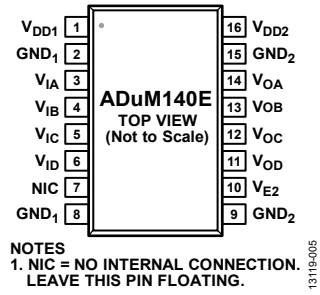 VDD1 1 16 VDD2
GND1 2 15 GND2
VIA 3 14 VOA
VIB 4 ADuM140E 13 VOB
TOP VIEW
VIC 5 (Not to Scale) 12 VOC
VID 6 11 VOD
NIC 7 10 VE2
GND1 8 9 GND2
NOTES
1. NIC = NO INTERNAL CONNECTION.
LEAVE THIS PIN FLOATING.
13119-005